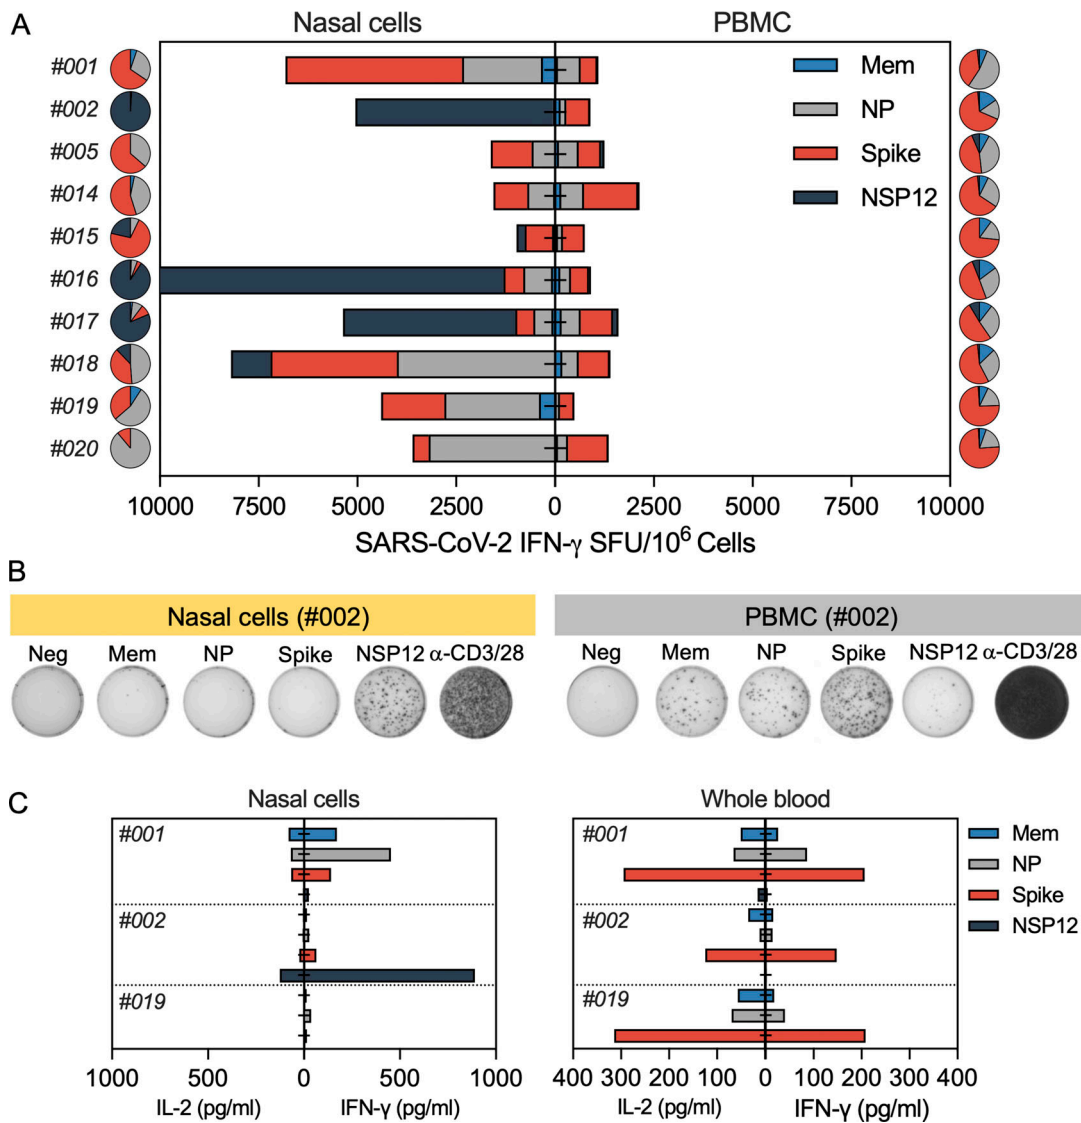 A
Nasal cells
PBMC
#001
#002
#005
#014
#015
#016
#017
#018
#019
#020
Mem
NP
Spike
NSP12
10000 7500 5000 2500 0 2500 5000 7500 10000
SARS-CoV-2 IFN-γ SFU/10⁶ Cells
B
Nasal cells (#002)
Neg Mem NP Spike NSP12 α-CD3/28
PBMC (#002)
Neg Mem NP Spike NSP12 α-CD3/28
C
Nasal cells
#001
#002
#019
1000 500 0 500 1000
IL-2 (pg/ml) IFN-γ (pg/ml)
Whole blood
#001
#002
#019
400 300 200 100 0 100 200 300 400
IL-2 (pg/ml) IFN-γ (pg/ml)
Mem
NP
Spike
NSP12